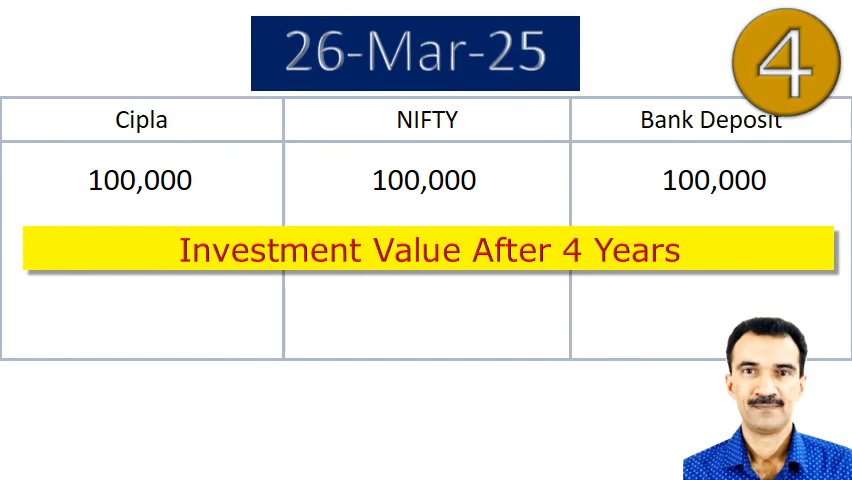 26-Mar-25
4
Cipla NIFTY Bank Deposit
100,000 100,000 100,000
Investment Value After 4 Years